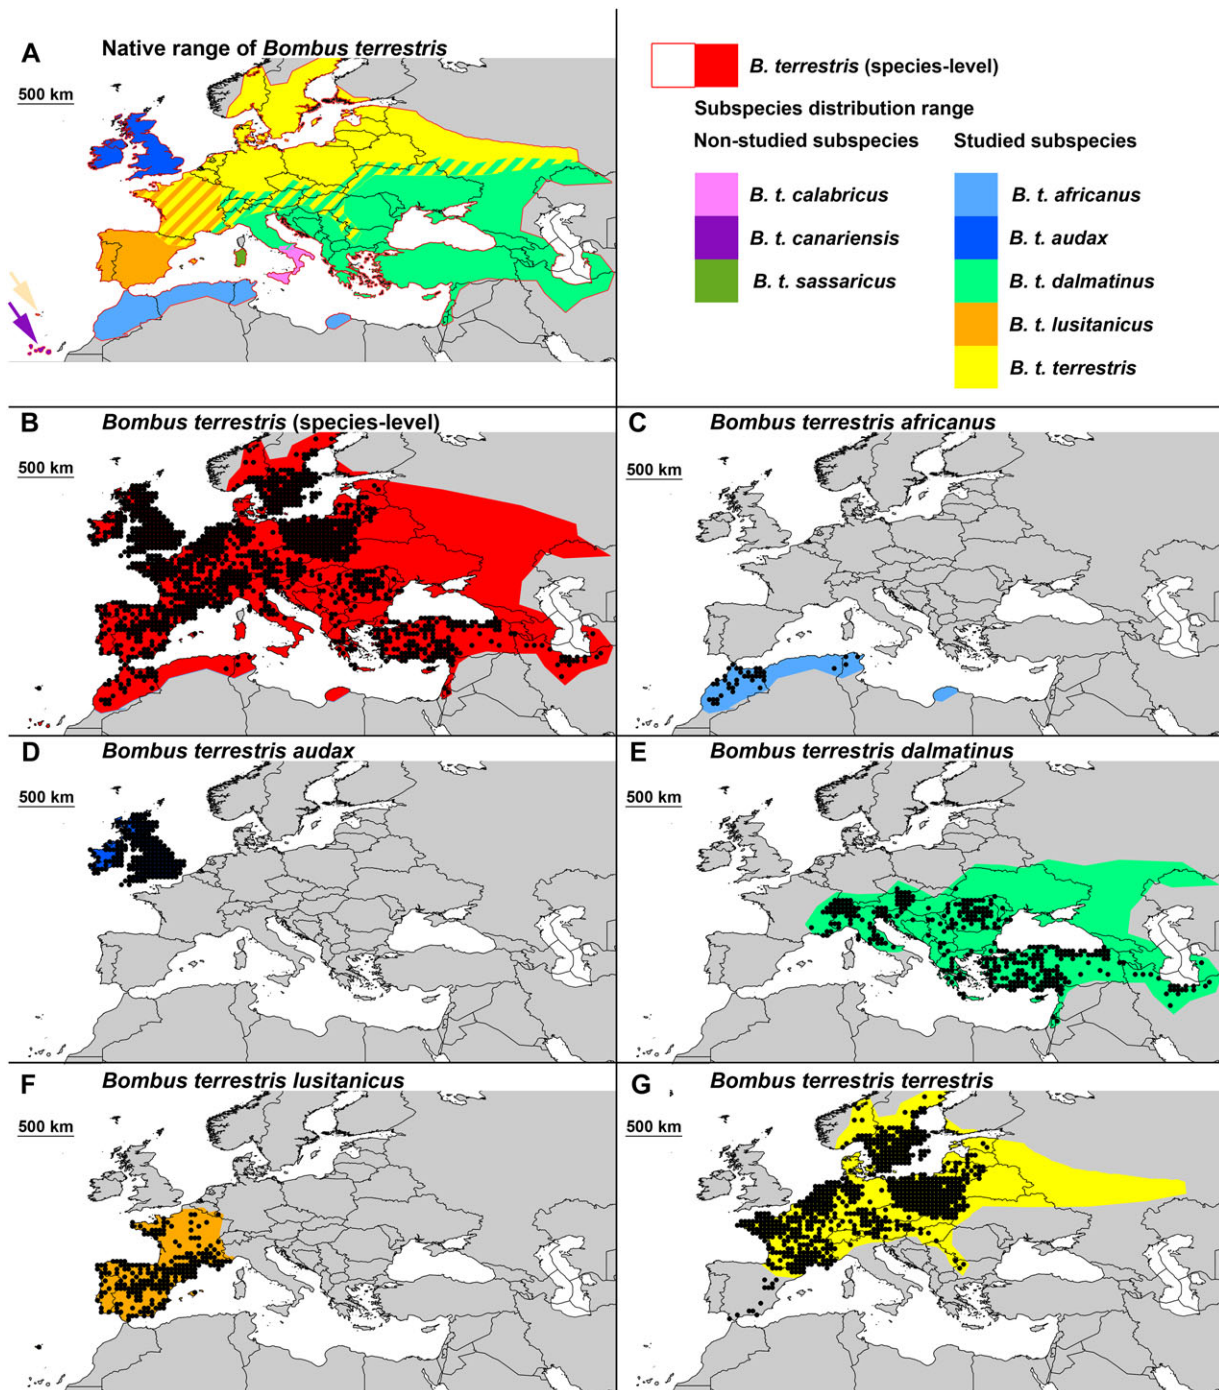 A
Native range of Bombus terrestris
500 km
B. terrestris (species-level)
Subspecies distribution range
Non-studied subspecies
Studied subspecies
B. t. calabricus
B. t. canariensis
B. t. sassaricus
B. t. africanus
B. t. audax
B. t. dalmatinus
B. t. lusitanicus
B. t. terrestris
B
Bombus terrestris (species-level)
500 km
C
Bombus terrestris africanus
500 km
D
Bombus terrestris audax
500 km
E
Bombus terrestris dalmatinus
500 km
F
Bombus terrestris lusitanicus
500 km
G
Bombus terrestris terrestris
500 km